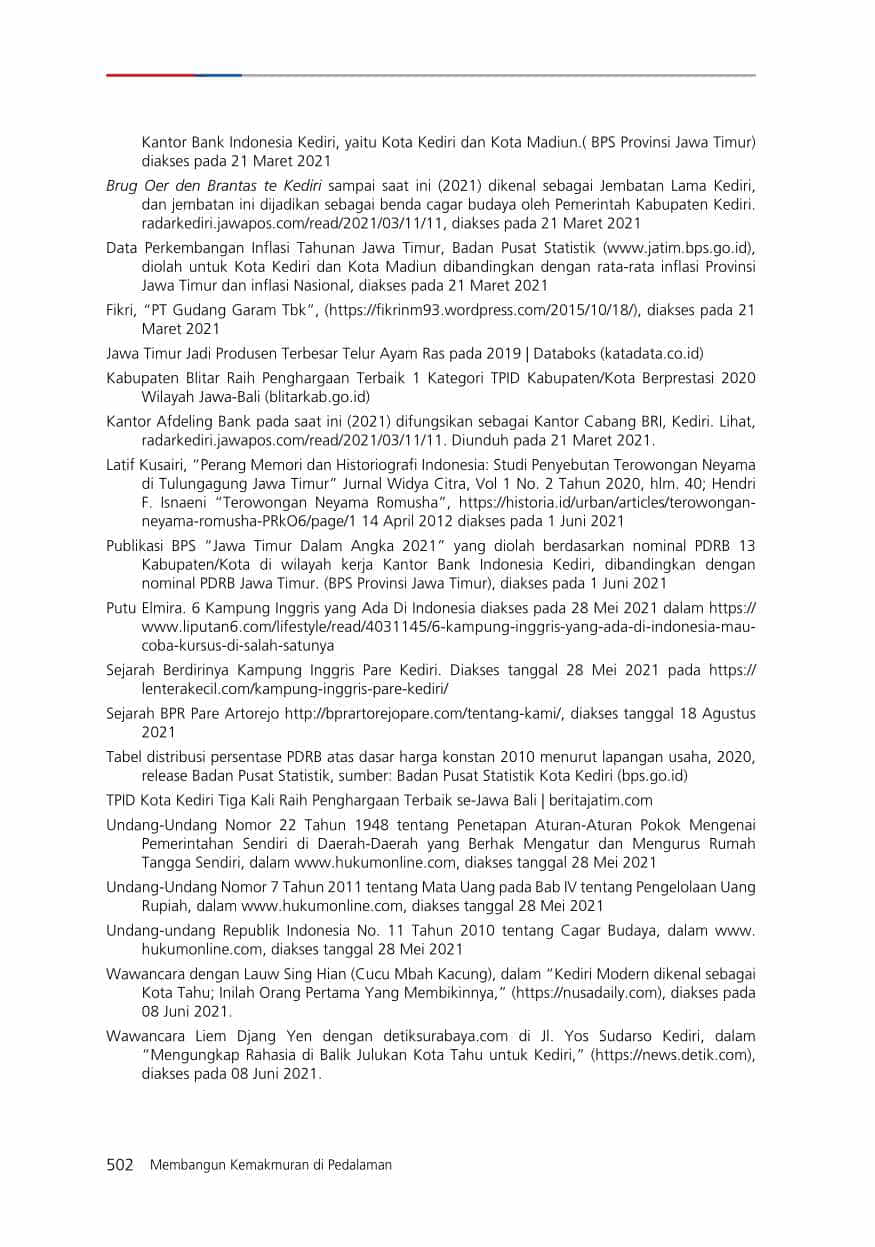 Kantor Bank Indonesia Kediri, yaitu Kota Kediri dan Kota Madiun.( BPS Provinsi Jawa Timur)
diakses pada 21 Maret 2021
Brug Oer den Brantas te Kediri sampai saat ini (2021) dikenal sebagai Jembatan Lama Kediri,
dan jembatan ini dijadikan sebagai benda cagar budaya oleh Pemerintah Kabupaten Kediri.
radarkediri.jawapos.com/read/2021/03/11/11, diakses pada 21 Maret 2021
Data Perkembangan Inflasi Tahunan Jawa Timur, Badan Pusat Statistik (www.jatim.bps.go.id),
diolah untuk Kota Kediri dan Kota Madiun dibandingkan dengan rata-rata inflasi Provinsi
Jawa Timur dan inflasi Nasional, diakses pada 21 Maret 2021
Fikri, “PT Gudang Garam Tbk”, (https://fikrinm93.wordpress.com/2015/10/18/), diakses pada 21
Maret 2021
Jawa Timur Jadi Produsen Terbesar Telur Ayam Ras pada 2019 | Databoks (katadata.co.id)
Kabupaten Blitar Raih Penghargaan Terbaik 1 Kategori TPID Kabupaten/Kota Berprestasi 2020
Wilayah Jawa-Bali (blitarkab.go.id)
Kantor Afdeling Bank pada saat ini (2021) difungsikan sebagai Kantor Cabang BRI, Kediri. Lihat,
radarkediri.jawapos.com/read/2021/03/11/11. Diunduh pada 21 Maret 2021.
Latif Kusairi, “Perang Memori dan Historiografi Indonesia: Studi Penyebutan Terowongan Neyama
di Tulungagung Jawa Timur” Jurnal Widya Citra, Vol 1 No. 2 Tahun 2020, hlm. 40; Hendri
F. Isnaeni “Terowongan Neyama Romusha”, https://historia.id/urban/articles/terowongan-
neyama-romusha-PRkO6/page/1 14 April 2012 diakses pada 1 Juni 2021
Publikasi BPS “Jawa Timur Dalam Angka 2021” yang diolah berdasarkan nominal PDRB 13
Kabupaten/Kota di wilayah kerja Kantor Bank Indonesia Kediri, dibandingkan dengan
nominal PDRB Jawa Timur. (BPS Provinsi Jawa Timur), diakses pada 1 Juni 2021
Putu Elmira. 6 Kampung Inggris yang Ada Di Indonesia diakses pada 28 Mei 2021 dalam https://
www.liputan6.com/lifestyle/read/4031145/6-kampung-inggris-yang-ada-di-indonesia-mau-
coba-kursus-di-salah-satunya
Sejarah Berdirinya Kampung Inggris Pare Kediri. Diakses tanggal 28 Mei 2021 pada https://
lenterakecil.com/kampung-inggris-pare-kediri/
Sejarah BPR Pare Artorejo http://bprartorejopare.com/tentang-kami/, diakses tanggal 18 Agustus
2021
Tabel distribusi persentase PDRB atas dasar harga konstan 2010 menurut lapangan usaha, 2020,
release Badan Pusat Statistik, sumber: Badan Pusat Statistik Kota Kediri (bps.go.id)
TPID Kota Kediri Tiga Kali Raih Penghargaan Terbaik se-Jawa Bali | beritajatim.com
Undang-Undang Nomor 22 Tahun 1948 tentang Penetapan Aturan-Aturan Pokok Mengenai
Pemerintahan Sendiri di Daerah-Daerah yang Berhak Mengatur dan Mengurus Rumah
Tangga Sendiri, dalam www.hukumonline.com, diakses tanggal 28 Mei 2021
Undang-Undang Nomor 7 Tahun 2011 tentang Mata Uang pada Bab IV tentang Pengelolaan Uang
Rupiah, dalam www.hukumonline.com, diakses tanggal 28 Mei 2021
Undang-undang Republik Indonesia No. 11 Tahun 2010 tentang Cagar Budaya, dalam www.
hukumonline.com, diakses tanggal 28 Mei 2021
Wawancara dengan Lauw Sing Hian (Cucu Mbah Kacung), dalam “Kediri Modern dikenal sebagai
Kota Tahu; Inilah Orang Pertama Yang Membikinnya,” (https://nusadaily.com), diakses pada
08 Juni 2021.
Wawancara Liem Djang Yen dengan detiksurabaya.com di Jl. Yos Sudarso Kediri, dalam
“Mengungkap Rahasia di Balik Julukan Kota Tahu untuk Kediri,” (https://news.detik.com),
diakses pada 08 Juni 2021.
502 Membangun Kemakmuran di Pedalaman